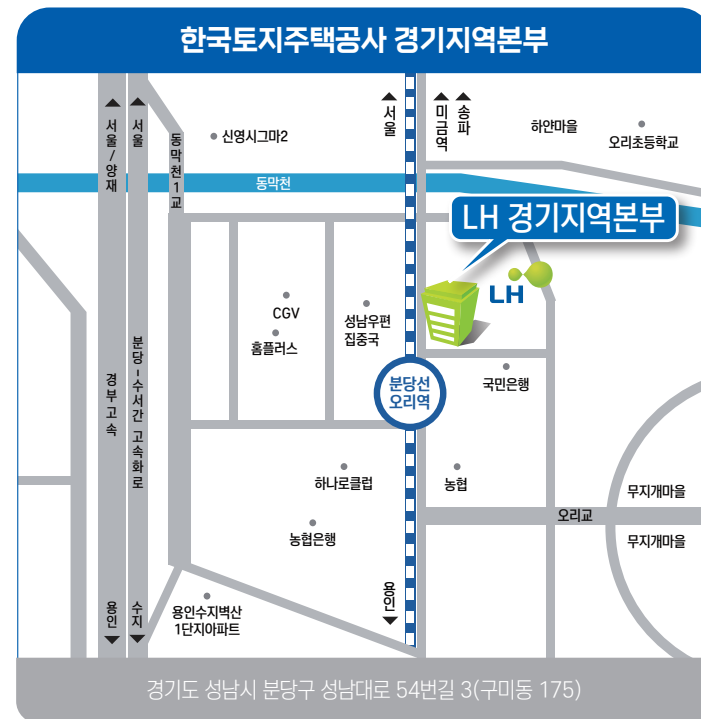 한국토지주택공사 경기지역본부
▲
서울/양재
▲
서울
동막천1교
신영시그마2
▲
서울
▲
미금역
▲
송파
하얀마을
오리초등학교
동막천
LH 경기지역본부
LH
CGV
홈플러스
성남우편
집중국
분당선
오리역
국민은행
경부고속
분당-수서간 고속화로
하나로클럽
농협
농협은행
무지개마을
오리교
무지개마을
용인
▼
수지
▼
용인수지벽산
1단지아파트
용인
▼
경기도 성남시 분당구 성남대로 54번길 3(구미동 175)